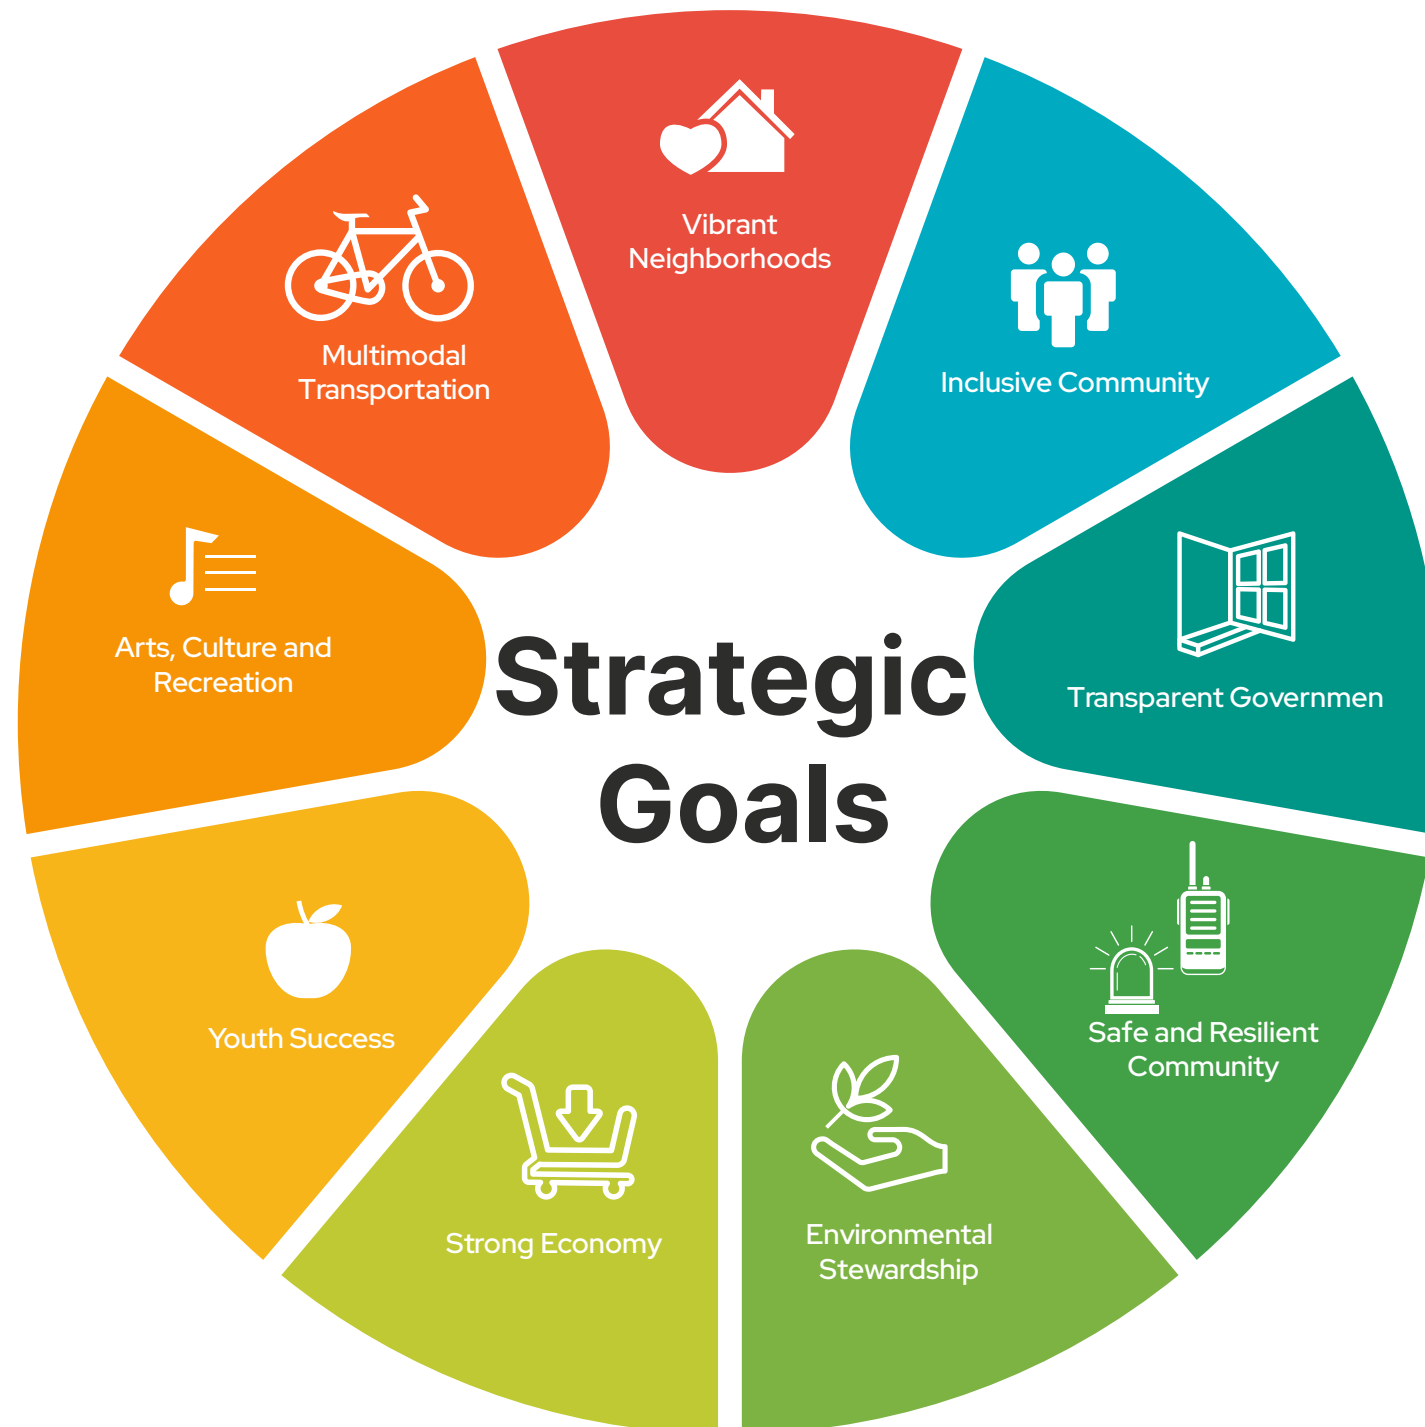 Vibrant
Neighborhoods
Inclusive Community
Transparent Governmen
Safe and Resilient
Community
Environmental
Stewardship
Strong Economy
Youth Success
Arts, Culture and
Recreation
Multimodal
Transportation
Strategic
Goals